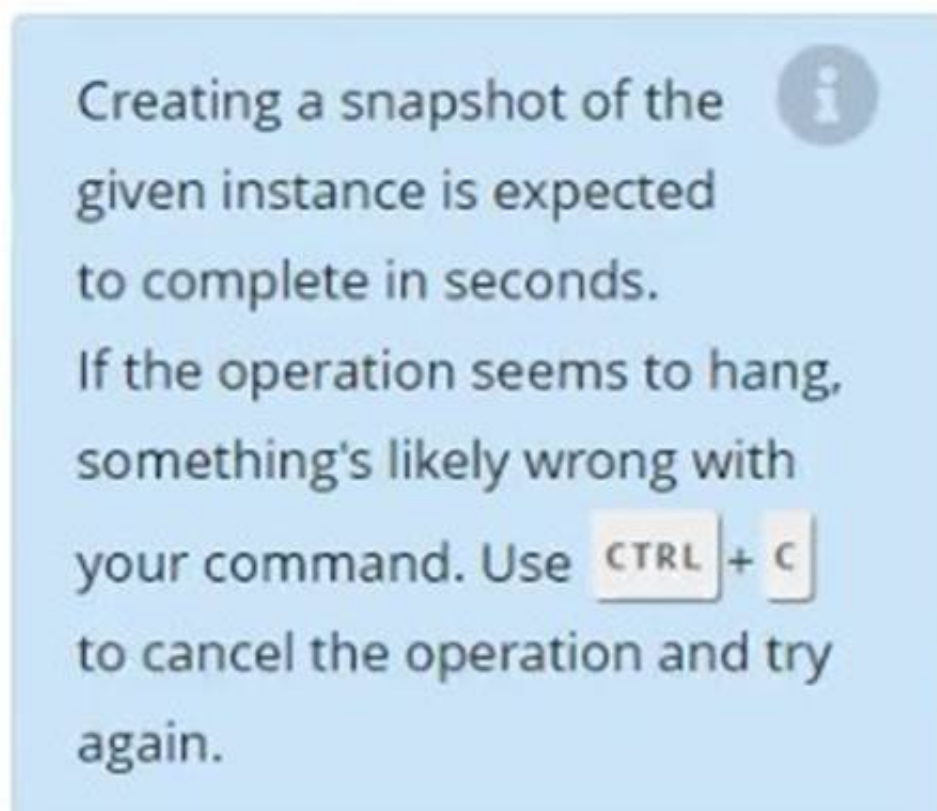 Creating a snapshot of the
given instance is expected
to complete in seconds.
If the operation seems to hang,
something's likely wrong with
your command. Use CTRL + C
to cancel the operation and try
again.